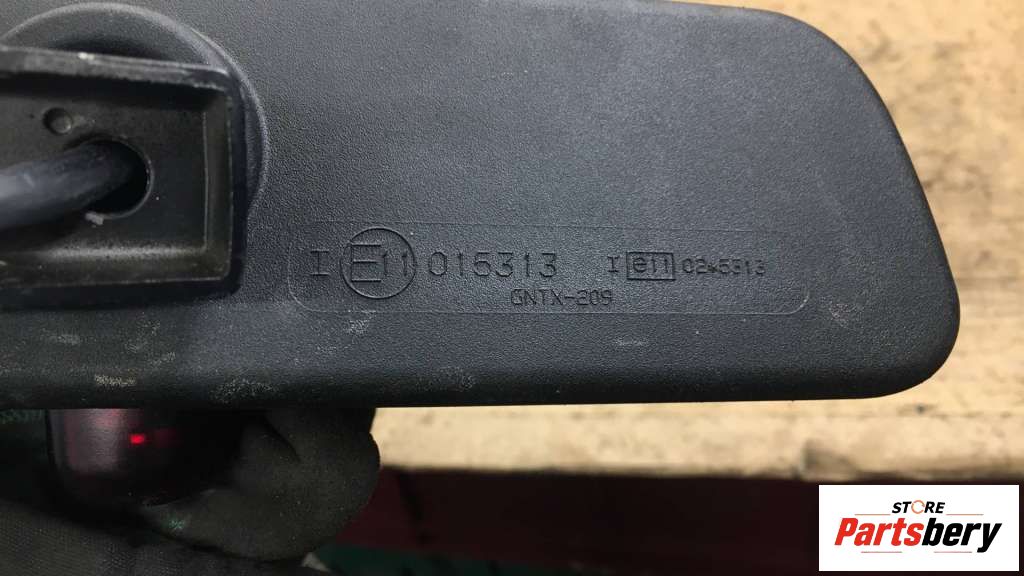 I E11 015313 I e11 02*5313
GNTX-209
STORE
Partsbery